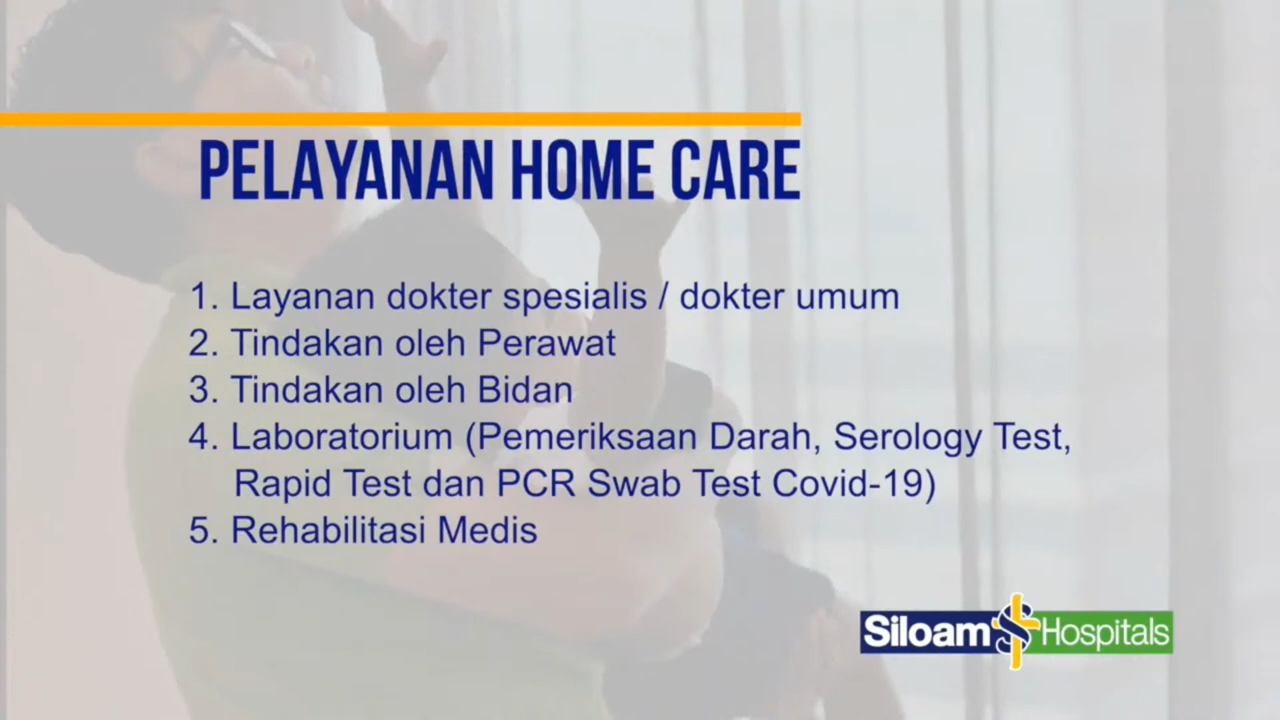 PELAYANAN HOME CARE
1. Layanan dokter spesialis / dokter umum
2. Tindakan oleh Perawat
3. Tindakan oleh Bidan
4. Laboratorium (Pemeriksaan Darah, Serology Test,
Rapid Test dan PCR Swab Test Covid-19)
5. Rehabilitasi Medis
Siloam Hospitals